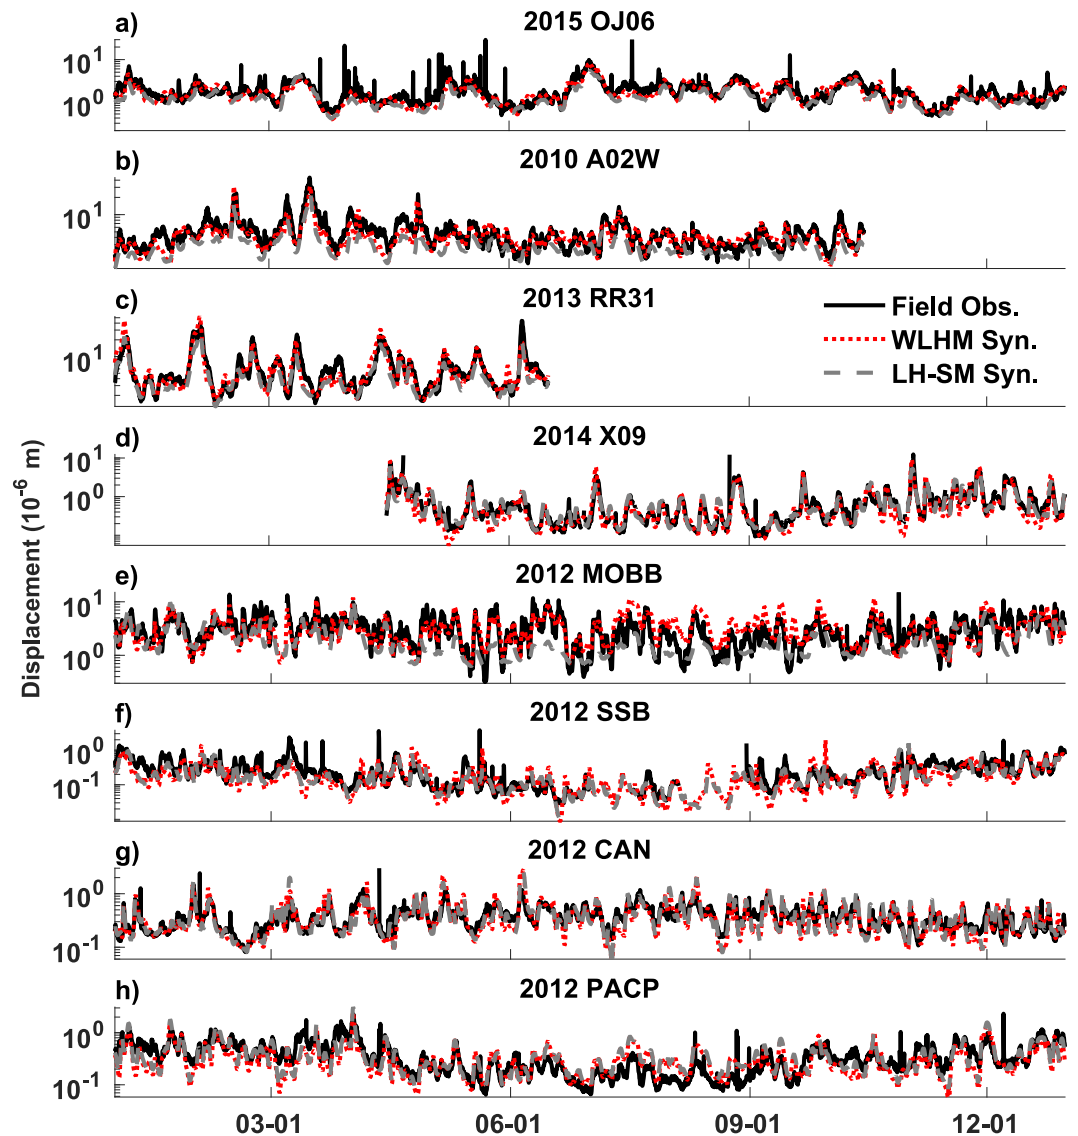 a) 2015 OJ06
10^1
10^0
b) 2010 A02W
10^1
c) 2013 RR31
10^1
Field Obs.
WLHM Syn.
LH-SM Syn.
d) 2014 X09
10^1
10^0
Displacement (10^-6 m)
e) 2012 MOBB
10^1
10^0
f) 2012 SSB
10^0
10^-1
g) 2012 CAN
10^0
10^-1
h) 2012 PACP
10^0
10^-1
03-01 06-01 09-01 12-01